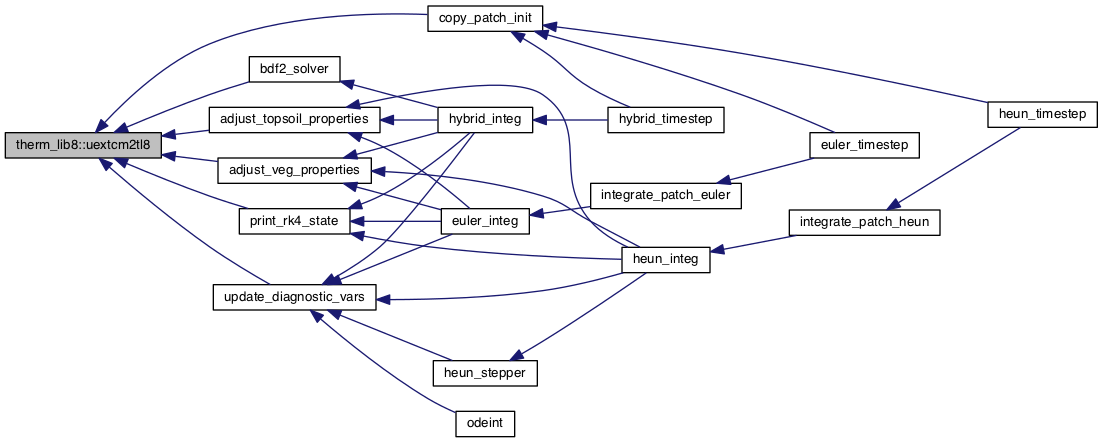 copy_patch_init
bdf2_solver
heun_timestep
adjust_topsoil_properties
hybrid_integ
hybrid_timestep
therm_lib8::uextcm2tl8
euler_timestep
adjust_veg_properties
integrate_patch_euler
print_rk4_state
euler_integ
integrate_patch_heun
heun_integ
update_diagnostic_vars
heun_stepper
odeint